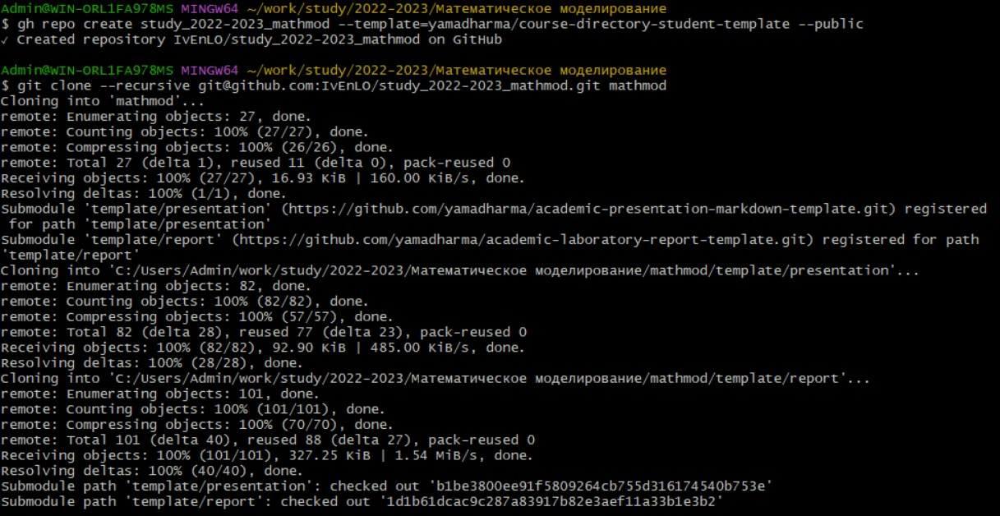 Admin@WIN-ORL1FA978MS MINGW64 ~/work/study/2022-2023/Математическое моделирование
$ gh repo create study_2022-2023_mathmod --template=yamadharma/course-directory-student-template --public
✓ Created repository IvEnLO/study_2022-2023_mathmod on GitHub
Admin@WIN-ORL1FA978MS MINGW64 ~/work/study/2022-2023/Математическое моделирование
$ git clone --recursive git@github.com:IvEnLO/study_2022-2023_mathmod.git mathmod
Cloning into 'mathmod'...
remote: Enumerating objects: 27, done.
remote: Counting objects: 100% (27/27), done.
remote: Compressing objects: 100% (26/26), done.
remote: Total 27 (delta 1), reused 11 (delta 0), pack-reused 0
Receiving objects: 100% (27/27), 16.93 KiB | 160.00 KiB/s, done.
Resolving deltas: 100% (1/1), done.
Submodule 'template/presentation' (https://github.com/yamadharma/academic-presentation-markdown-template.git) registered
 for path 'template/presentation'
Submodule 'template/report' (https://github.com/yamadharma/academic-laboratory-report-template.git) registered for path
'template/report'
Cloning into 'C:/Users/Admin/work/study/2022-2023/Математическое моделирование/mathmod/template/presentation'...
remote: Enumerating objects: 82, done.
remote: Counting objects: 100% (82/82), done.
remote: Compressing objects: 100% (57/57), done.
remote: Total 82 (delta 28), reused 77 (delta 23), pack-reused 0
Receiving objects: 100% (82/82), 92.90 KiB | 485.00 KiB/s, done.
Resolving deltas: 100% (28/28), done.
Cloning into 'C:/Users/Admin/work/study/2022-2023/Математическое моделирование/mathmod/template/report'...
remote: Enumerating objects: 101, done.
remote: Counting objects: 100% (101/101), done.
remote: Compressing objects: 100% (70/70), done.
remote: Total 101 (delta 40), reused 88 (delta 27), pack-reused 0
Receiving objects: 100% (101/101), 327.25 KiB | 1.54 MiB/s, done.
Resolving deltas: 100% (40/40), done.
Submodule path 'template/presentation': checked out 'b1be3800ee91f5809264cb755d316174540b753e'
Submodule path 'template/report': checked out '1d1b61dcac9c287a83917b82e3aef11a33b1e3b2'